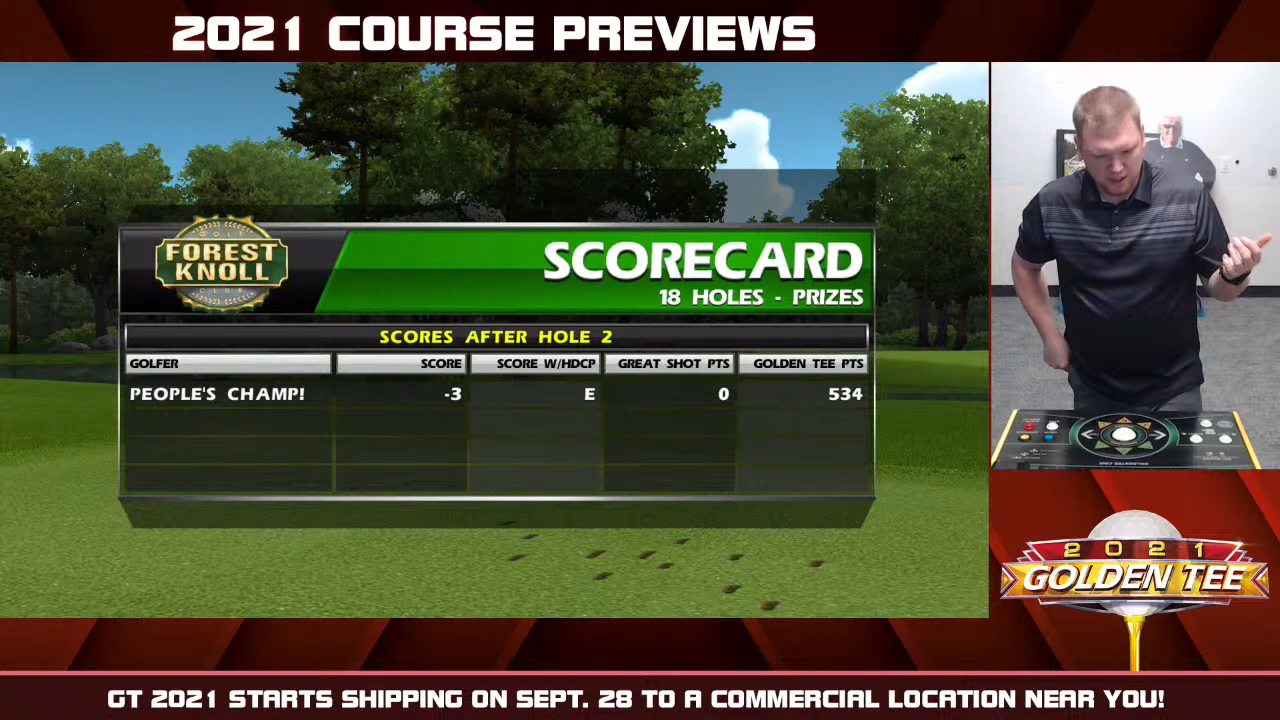 2021 COURSE PREVIEWS
GOLF
FOREST
KNOLL
CLUB
SCORECARD
18 HOLES - PRIZES
SCORES AFTER HOLE 2
GOLFER SCORE SCORE W/HDCP GREAT SHOT PTS GOLDEN TEE PTS
PEOPLE'S CHAMP! -3 E 0 534
2021
GOLDEN TEE
GT 2021 STARTS SHIPPING ON SEPT. 28 TO A COMMERCIAL LOCATION NEAR YOU!